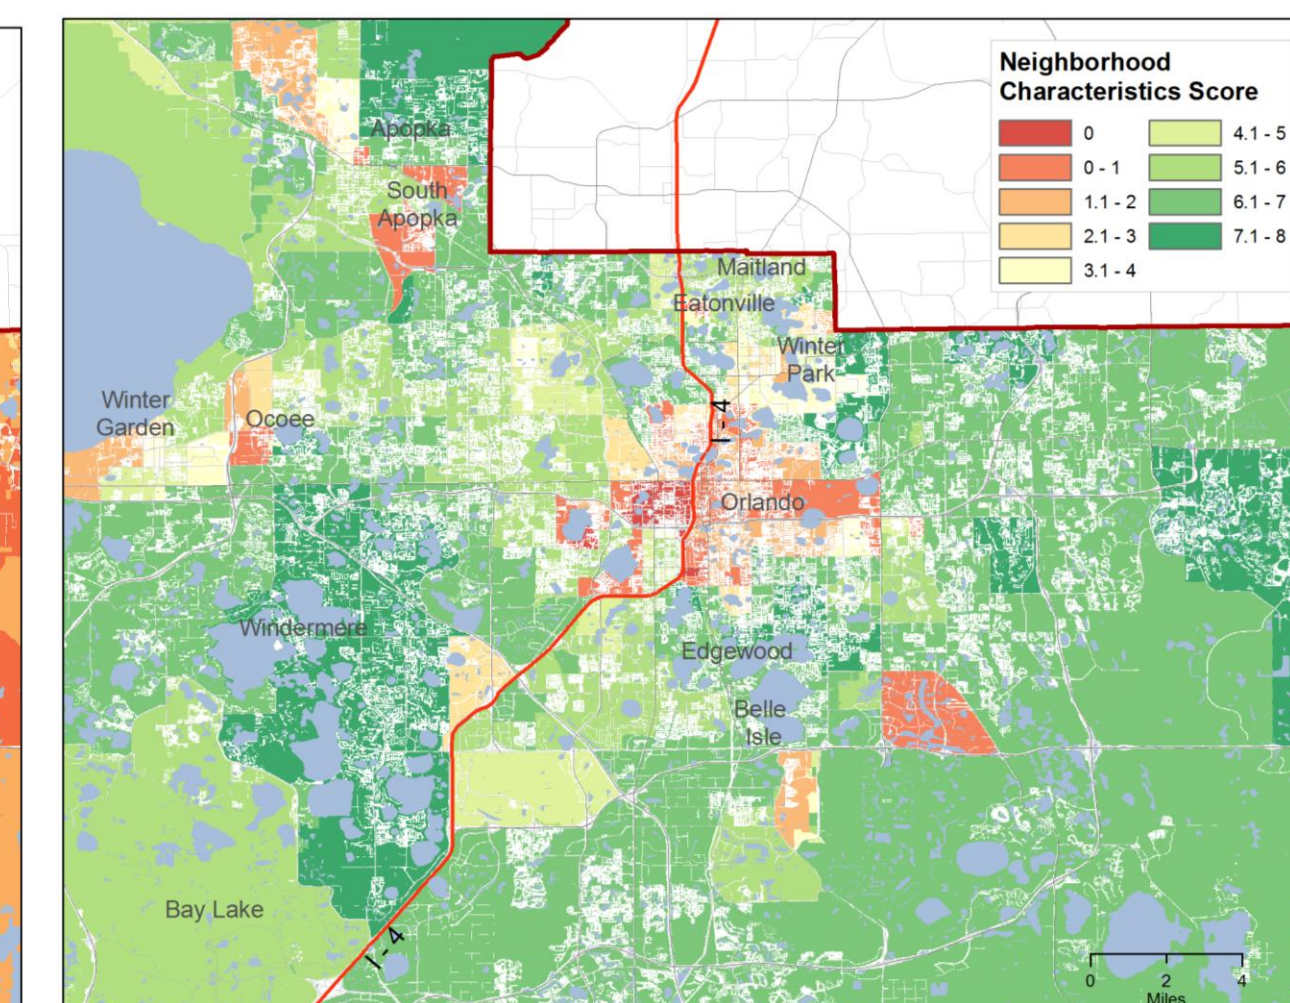 Neighborhood
Characteristics Score
0
0 - 1
1.1 - 2
2.1 - 3
3.1 - 4
4.1 - 5
5.1 - 6
6.1 - 7
7.1 - 8
Apopka
South
Apopka
Maitland
Eatonville
Winter
Park
Winter
Garden
Ocoee
I - 4
Orlando
Windermere
Edgewood
Belle
Isle
Bay Lake
I - 4
0 2 4
Miles